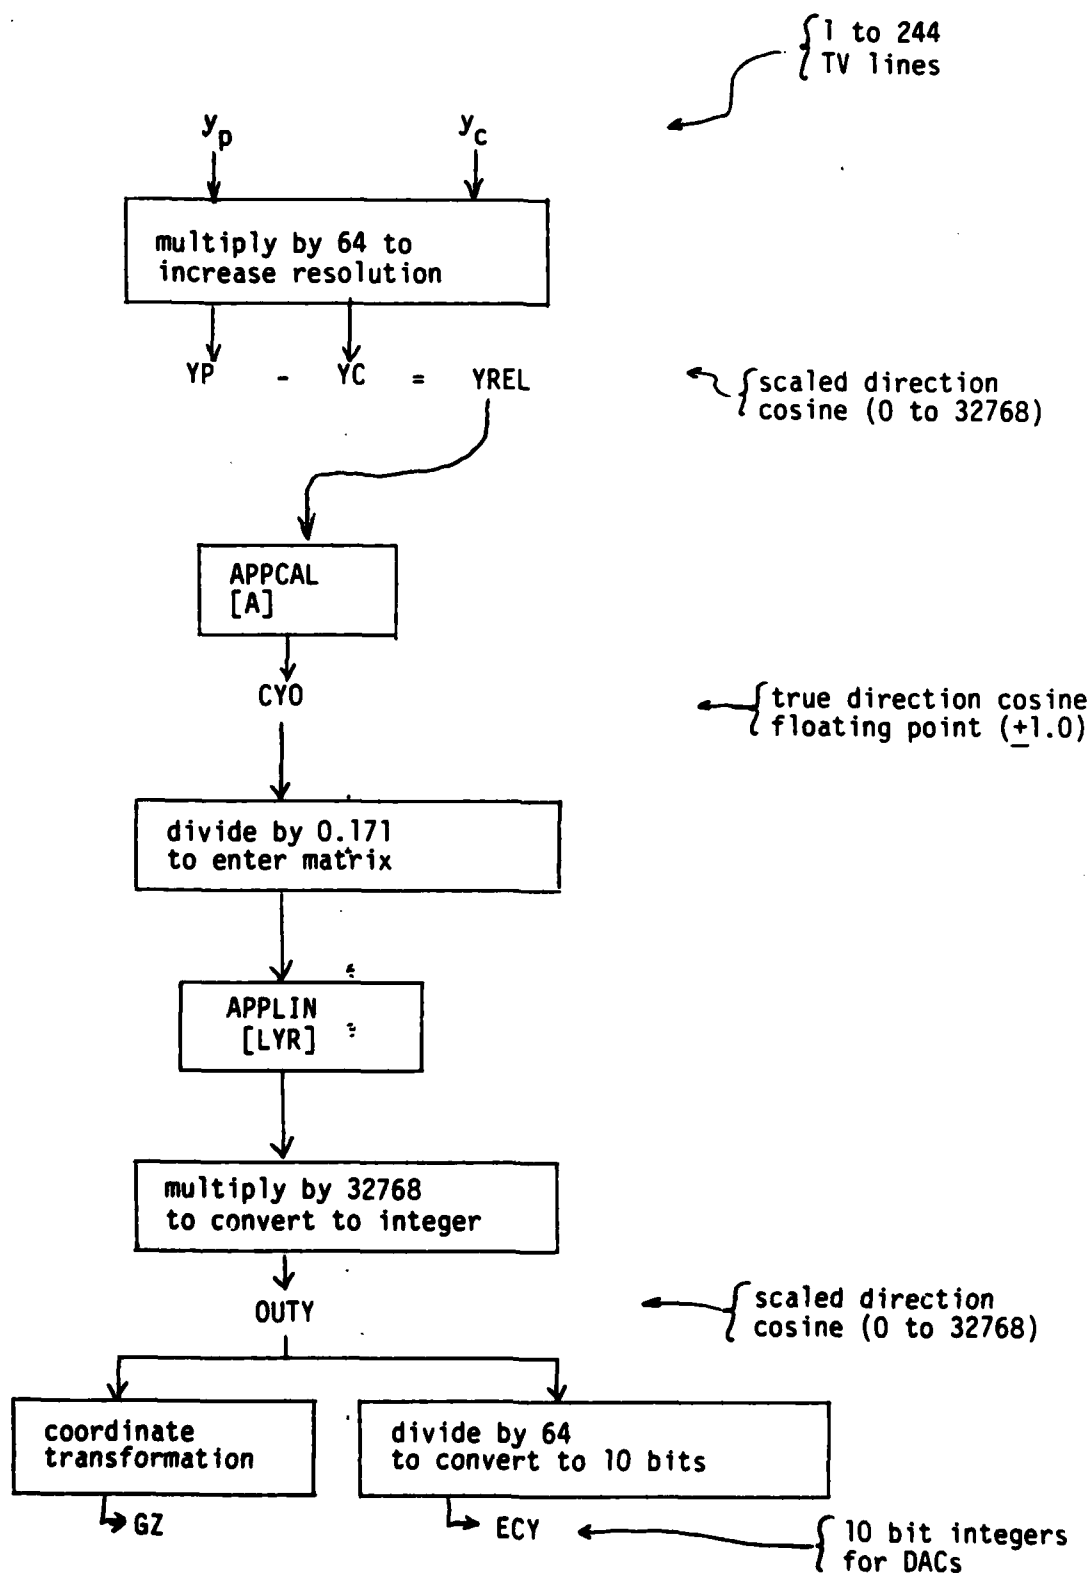 1 to 244
TV lines
yp yc
multiply by 64 to
increase resolution
YP - YC = YREL
scaled direction
cosine (0 to 32768)
APPCAL
[A]
CYO
true direction cosine
floating point (±1.0)
divide by 0.171
to enter matrix
APPLIN
[LYR]
multiply by 32768
to convert to integer
OUTY
scaled direction
cosine (0 to 32768)
coordinate
transformation
divide by 64
to convert to 10 bits
GZ
ECY
10 bit integers
for DACs